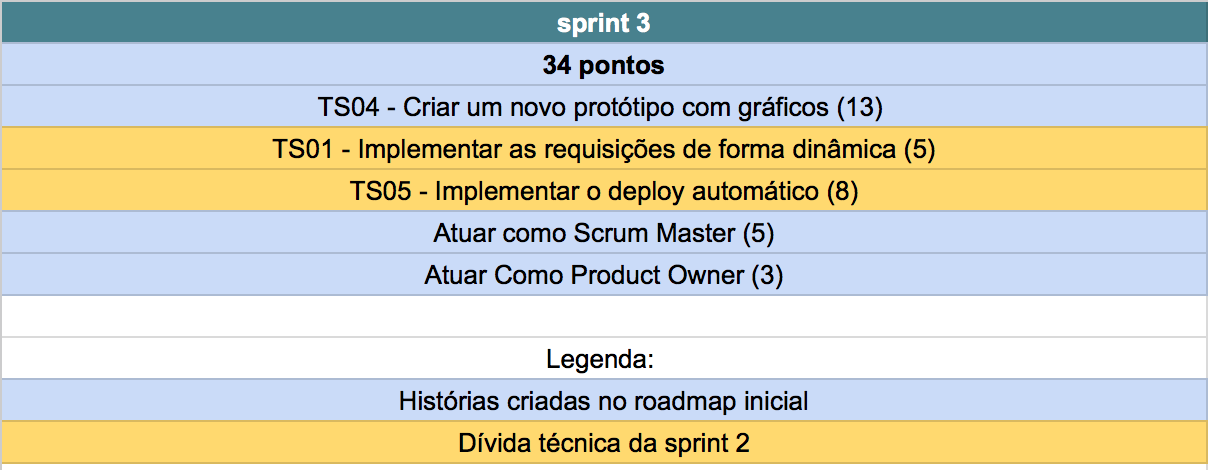 sprint 3
34 pontos
TS04 - Criar um novo protótipo com gráficos (13)
TS01 - Implementar as requisições de forma dinâmica (5)
TS05 - Implementar o deploy automático (8)
Atuar como Scrum Master (5)
Atuar Como Product Owner (3)
Legenda:
Histórias criadas no roadmap inicial
Dívida técnica da sprint 2